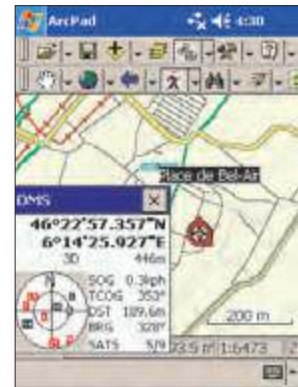 ArcPad 4:30
Place de Bel-Air
DMS
46°22'57.357"N
6°14'25.927"E
3D 446m
SOG 0.3kph
TCOG 353°
DST 189.6m
BRG 328°
SATS 5/9
200 m
1:6473